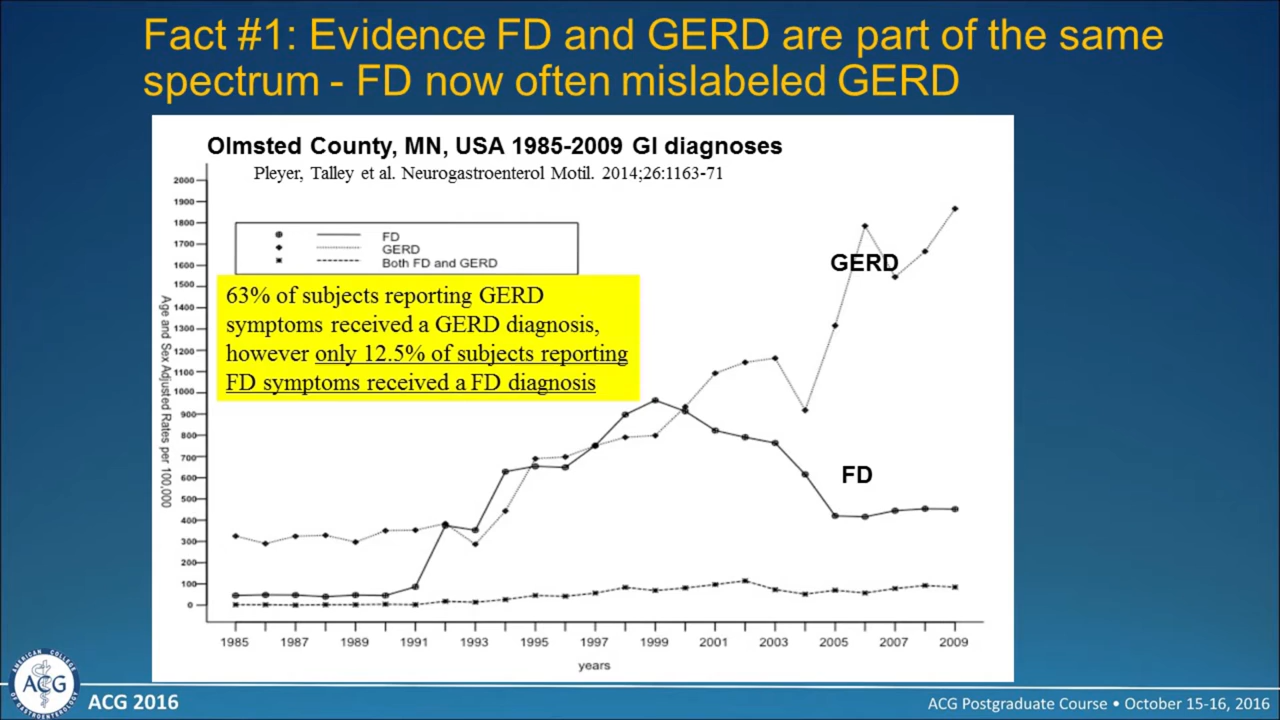 Fact #1: Evidence FD and GERD are part of the same
spectrum - FD now often mislabeled GERD
Olmsted County, MN, USA 1985-2009 GI diagnoses
Pleyer, Talley et al. Neurogastroenterol Motil. 2014;26:1163-71
2000
1900
1800
1700
1600
1500
1400
1300
1200
1100
1000
900
800
700
600
500
400
300
200
100
0
Age and Sex Adjusted Rates per 100,000
FD
GERD
Both FD and GERD
63% of subjects reporting GERD
symptoms received a GERD diagnosis,
however only 12.5% of subjects reporting
FD symptoms received a FD diagnosis
GERD
FD
1985 1987 1989 1991 1993 1995 1997 1999 2001 2003 2005 2007 2009
years
AMERICAN COLLEGE
OF GASTROENTEROLOGY
ACG
ACG 2016
ACG Postgraduate Course • October 15-16, 2016